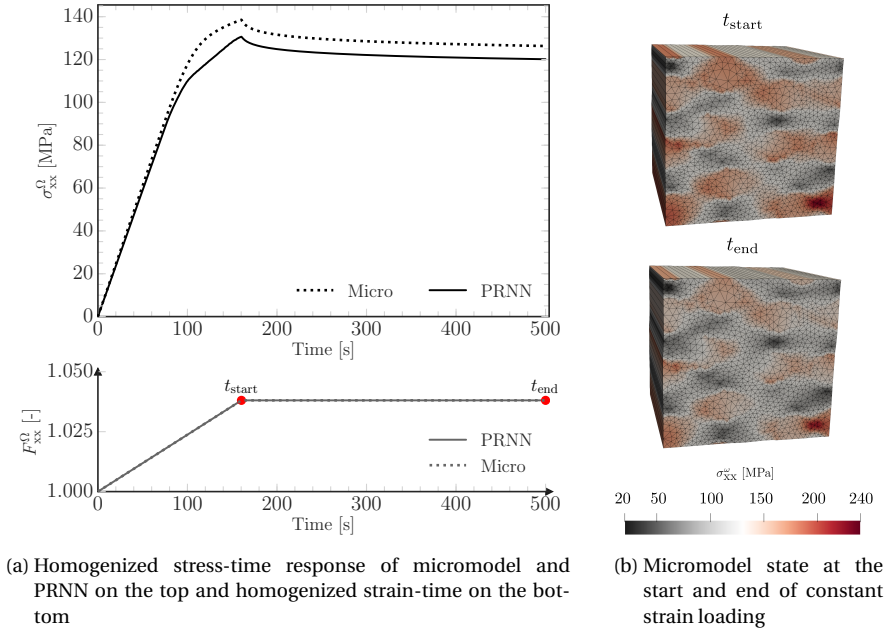 140
120
100
80
60
40
20
0
σ^Ω_xx [MPa]
Micro
PRNN
0 100 200 300 400 500
Time [s]
1.050
1.025
1.000
F^Ω_xx [-]
t_start
t_end
PRNN
Micro
0 100 200 300 400 500
Time [s]
(a) Homogenized stress-time response of micromodel and
PRNN on the top and homogenized strain-time on the bot-
tom
t_start
t_end
σ^ω_xx [MPa]
20 50 100 150 200 240
(b) Micromodel state at the
start and end of constant
strain loading